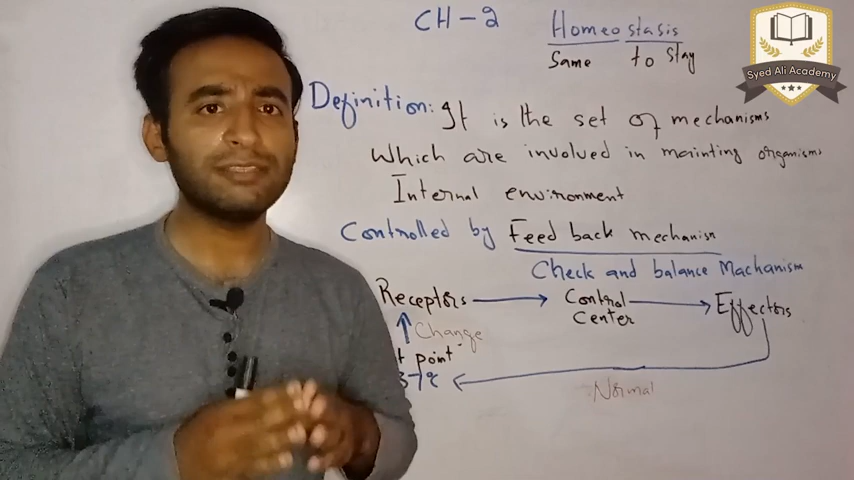 CH-2
Homeostasis
Same to stay
Syed Ali Academy
Definition: It is the set of mechanisms
Which are involved in mainting organisms
Internal environment
Controlled by Feed back mechanism
Check and balance Machanism
Receptors Control Center Effectors
Change
t point
Normal